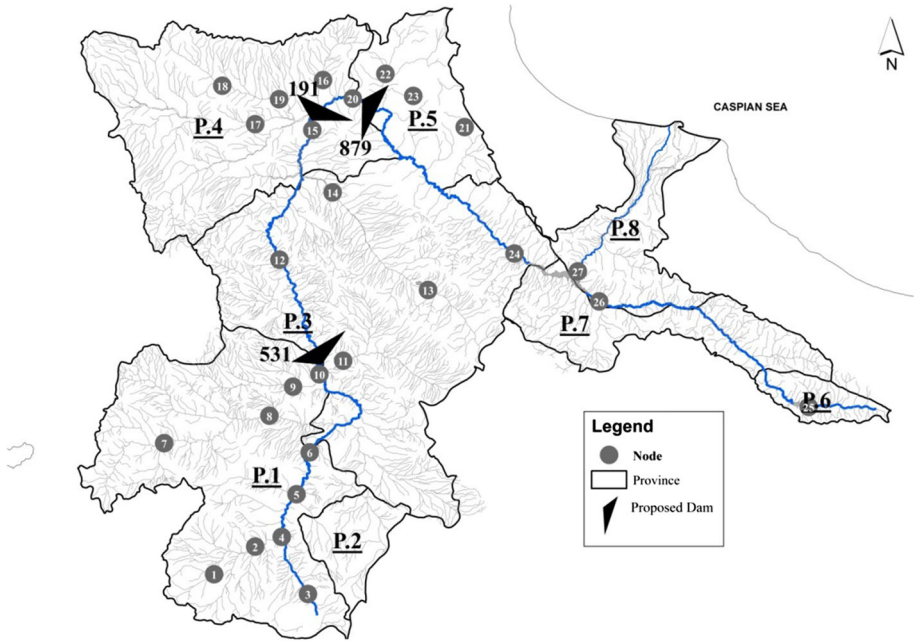 N
CASPIAN SEA
22
16
191
18
19
20
23
P.4
17
15
P.5
21
879
14
P.8
24
12
27
13
26
P.3
P.7
531
11
10
9
P.6
25
8
Legend
7
6
Node
P.1
Province
5
Proposed Dam
4
P.2
2
1
3